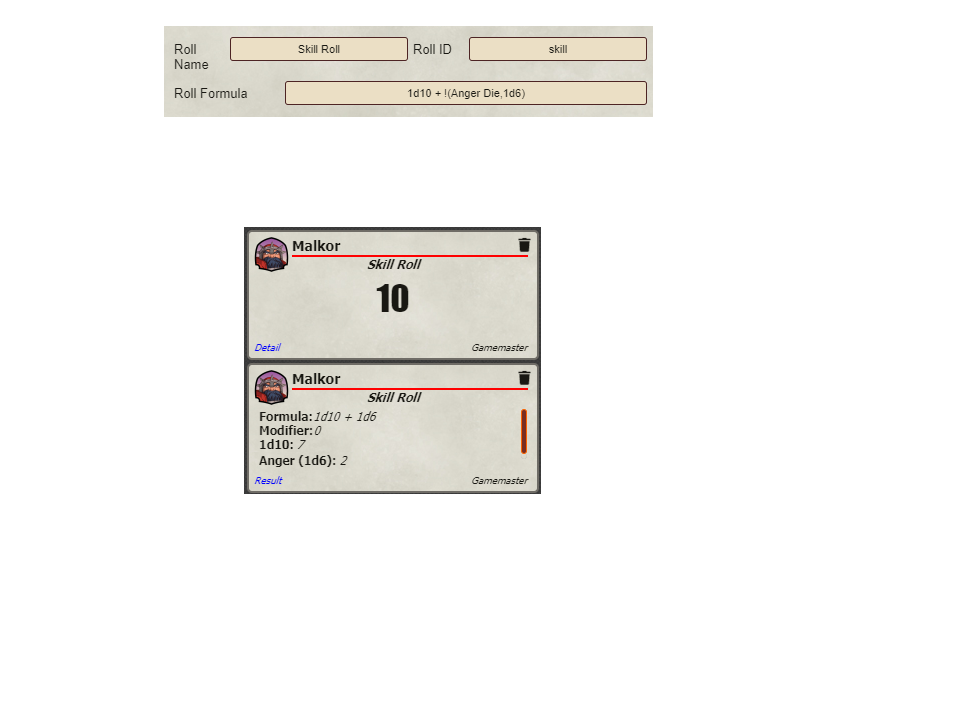 Roll Name Skill Roll Roll ID skill
Roll Formula 1d10 + !(Anger Die,1d6)
Malkor
Skill Roll
10
Detail Gamemaster
Malkor
Skill Roll
Formula:1d10 + 1d6
Modifier:0
1d10: 7
Anger (1d6): 2
Result Gamemaster